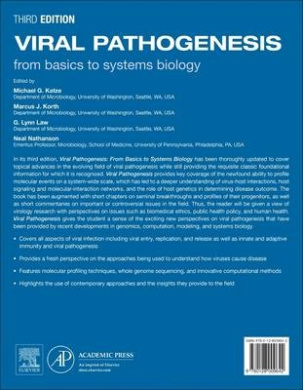 THIRD EDITION
VIRAL PATHOGENESIS
from basics to systems biology
Edited by
Michael G. Katze
Department of Microbiology, University of Washington, Seattle, WA, USA
Marcus J. Korth
Department of Microbiology, University of Washington, Seattle, WA, USA
G. Lynn Law
Department of Microbiology, University of Washington, Seattle, WA, USA
Neal Nathanson
Emeritus Professor, Microbiology, School of Medicine, University of Pennsylvania, Philadelphia, PA, USA
In its third edition, Viral Pathogenesis: From Basics to Systems Biology has been thoroughly updated to cover
topical advances in the evolving field of viral pathogenesis while still providing the requisite classic foundational
information for which it is recognized. Viral Pathogenesis provides key coverage of the newfound ability to profile
molecular events on a system-wide scale, which has led to a deeper understanding of virus-host interactions, host
signaling and molecular-interaction networks, and the role of host genetics in determining disease outcome. The
book has been augmented with short chapters on seminal breakthroughs and profiles of their progenitors, as well
as short commentaries on important or controversial issues in the field. Thus, the reader will be given a view of
virology research with perspectives on issues such as biomedical ethics, public health policy, and human health.
Viral Pathogenesis gives the student a sense of the exciting new perspectives on viral pathogenesis that have
been provided by recent developments in genomics, computation, modeling, and systems biology.
• Covers all aspects of viral infection including viral entry, replication, and release as well as innate and adaptive
immunity and viral pathogenesis
• Provides a fresh perspective on the approaches being used to understand how viruses cause disease
• Features molecular profiling techniques, whole genome sequencing, and innovative computational methods
• Highlights the use of contemporary approaches and the insights they provide to the field
ELSEVIER
ACADEMIC PRESS
An imprint of Elsevier